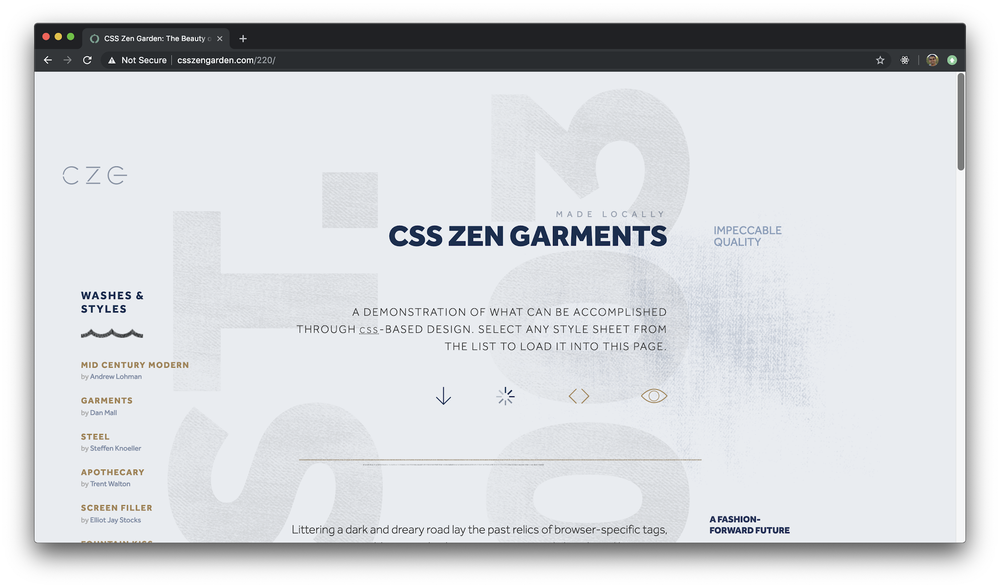 CSS Zen Garden: The Beauty o
Not Secure
csszengarden.com/220/
CZG
EST.
2003
MADE LOCALLY
CSS ZEN GARMENTS
IMPECCABLE
QUALITY
WASHES &
STYLES
A DEMONSTRATION OF WHAT CAN BE ACCOMPLISHED
THROUGH CSS-BASED DESIGN. SELECT ANY STYLE SHEET FROM
THE LIST TO LOAD IT INTO THIS PAGE.
MID CENTURY MODERN
by Andrew Lohman
GARMENTS
by Dan Mall
STEEL
by Steffen Knoeller
APOTHECARY
by Trent Walton
SCREEN FILLER
by Elliot Jay Stocks
FOUNTAIN KISS
Littering a dark and dreary road lay the past relics of browser-specific tags,
A FASHION-
FORWARD FUTURE